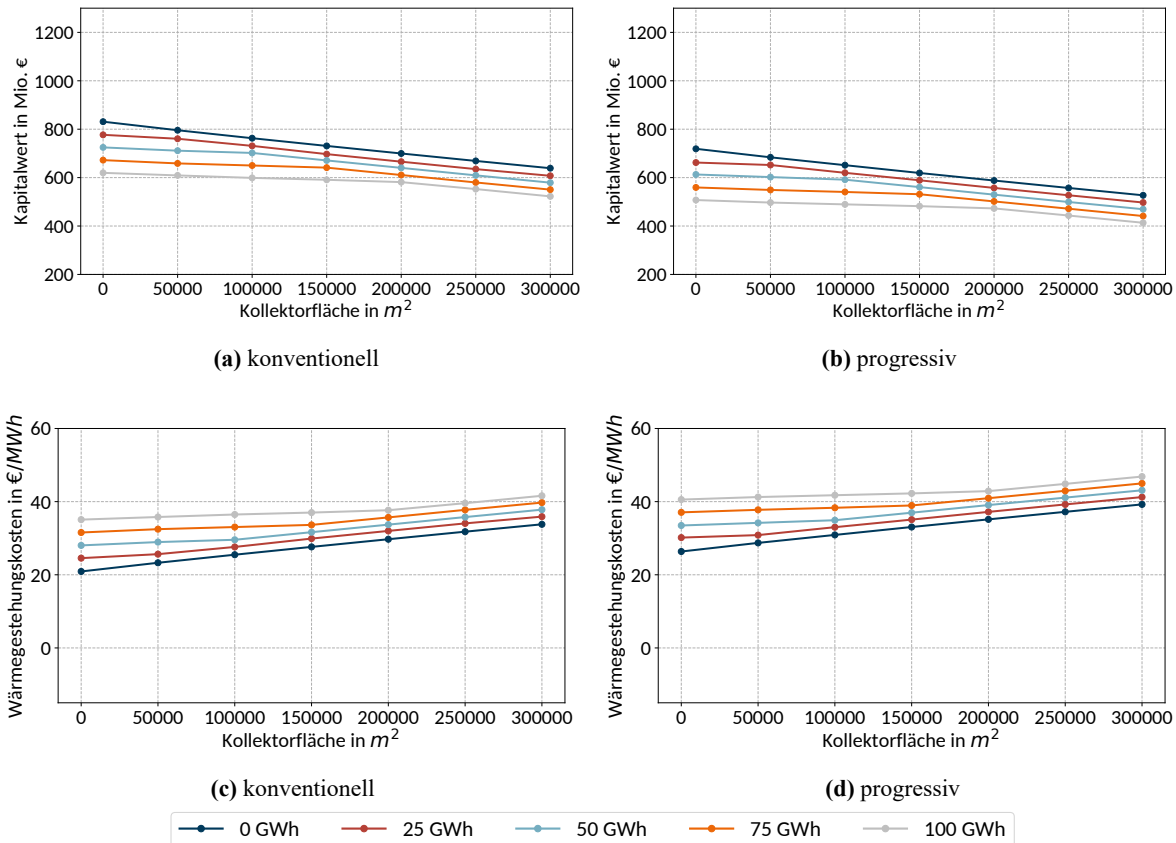 Kapitalwert in Mio. €
1200
1000
800
600
400
200
0 50000 100000 150000 200000 250000 300000
Kollektorfläche in m²
(a) konventionell
Kapitalwert in Mio. €
1200
1000
800
600
400
200
0 50000 100000 150000 200000 250000 300000
Kollektorfläche in m²
(b) progressiv
Wärmegestehungskosten in €/MWh
60
40
20
0
0 50000 100000 150000 200000 250000 300000
Kollektorfläche in m²
(c) konventionell
Wärmegestehungskosten in €/MWh
60
40
20
0
0 50000 100000 150000 200000 250000 300000
Kollektorfläche in m²
(d) progressiv
0 GWh 25 GWh 50 GWh 75 GWh 100 GWh